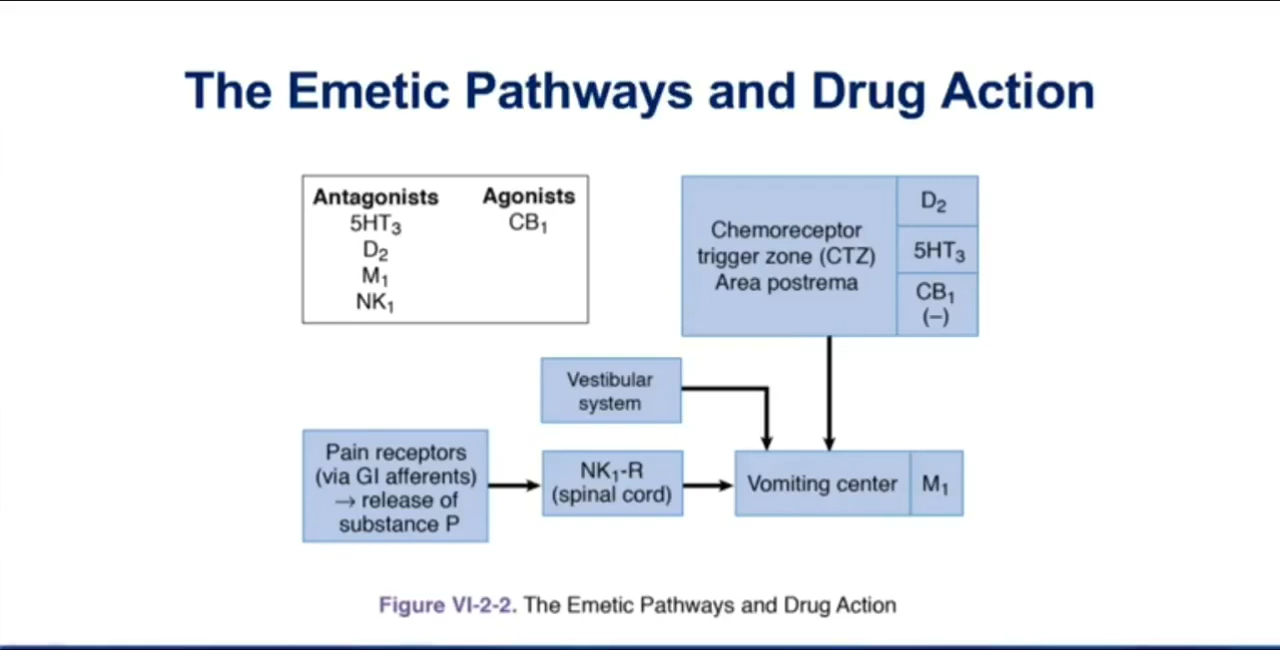 The Emetic Pathways and Drug Action
Antagonists Agonists
5HT₃ CB₁
D₂
M₁
NK₁
Chemoreceptor
trigger zone (CTZ)
Area postrema
D₂
5HT₃
CB₁
(–)
Vestibular
system
Pain receptors
(via GI afferents)
→ release of
substance P
NK₁-R
(spinal cord)
Vomiting center
M₁
Figure VI-2-2. The Emetic Pathways and Drug Action